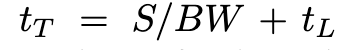 t_T = S/BW + t_L